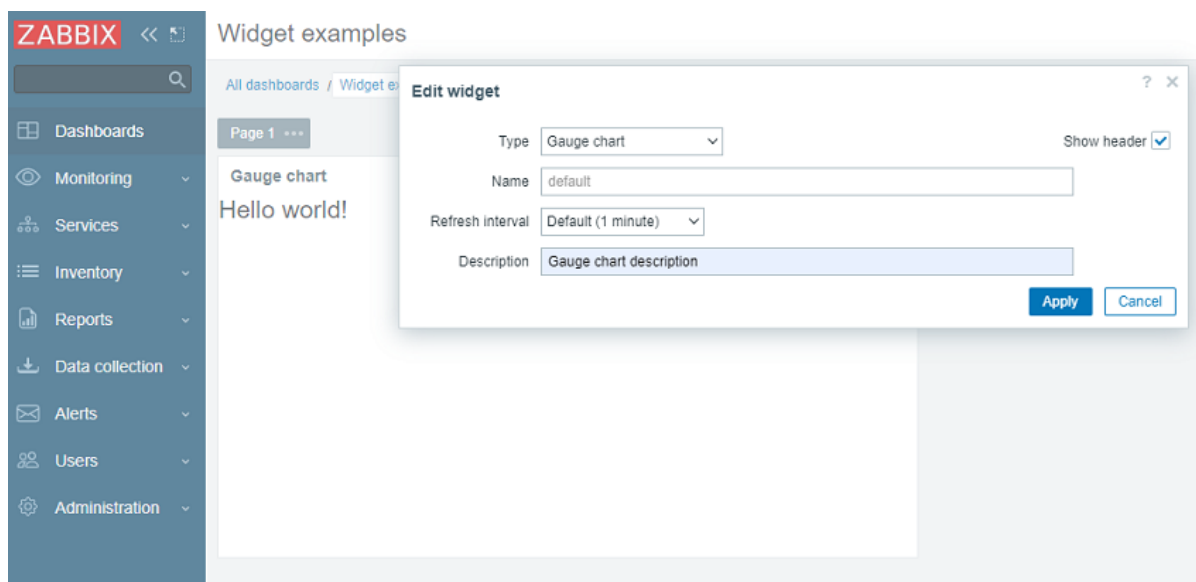 ZABBIX
Widget examples
All dashboards / Widget e
Page 1
Gauge chart
Hello world!
Dashboards
Monitoring
Services
Inventory
Reports
Data collection
Alerts
Users
Administration
Edit widget
?
Type Gauge chart Show header
Name default
Refresh interval Default (1 minute)
Description Gauge chart description
Apply Cancel